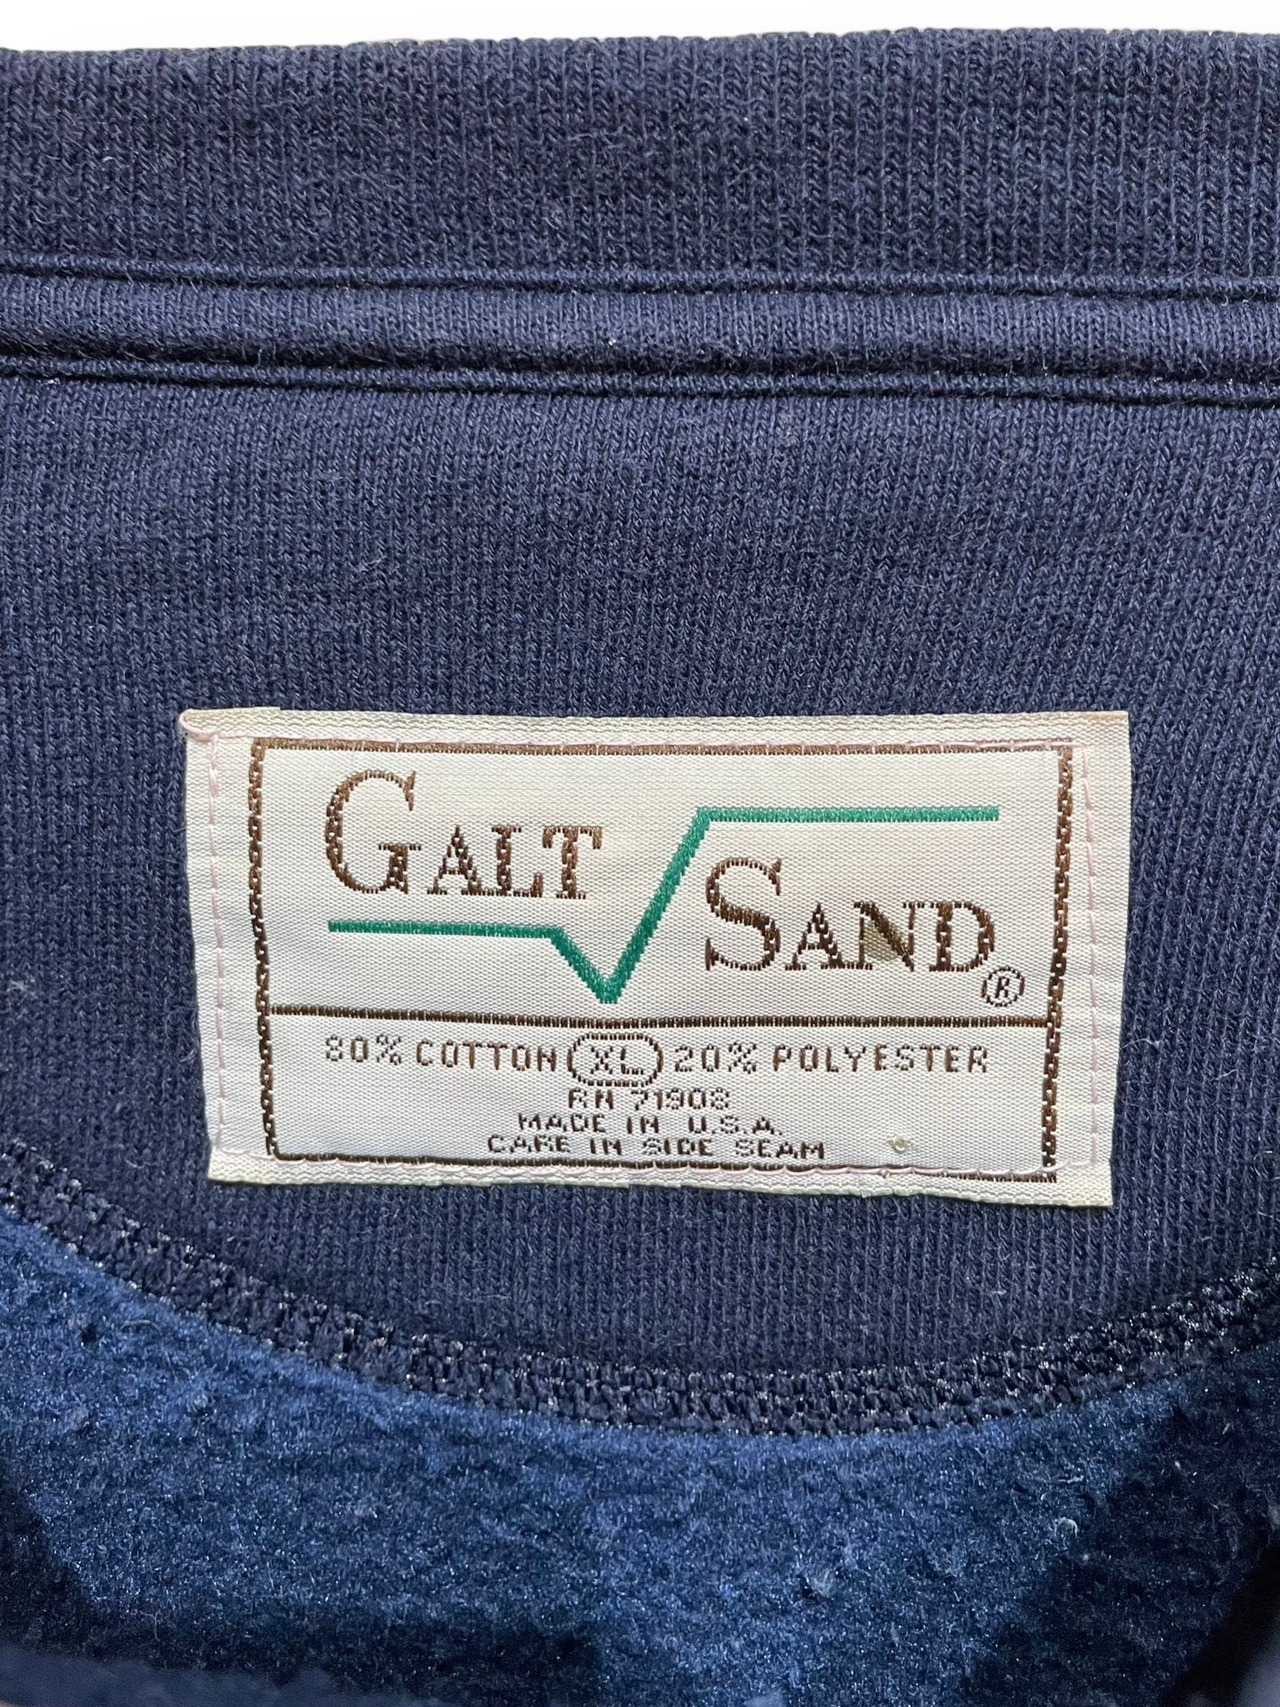 GALT SAND ®
80% COTTON XL 20% POLYESTER
RN 71908
MADE IN U.S.A.
CARE IN SIDE SEAM